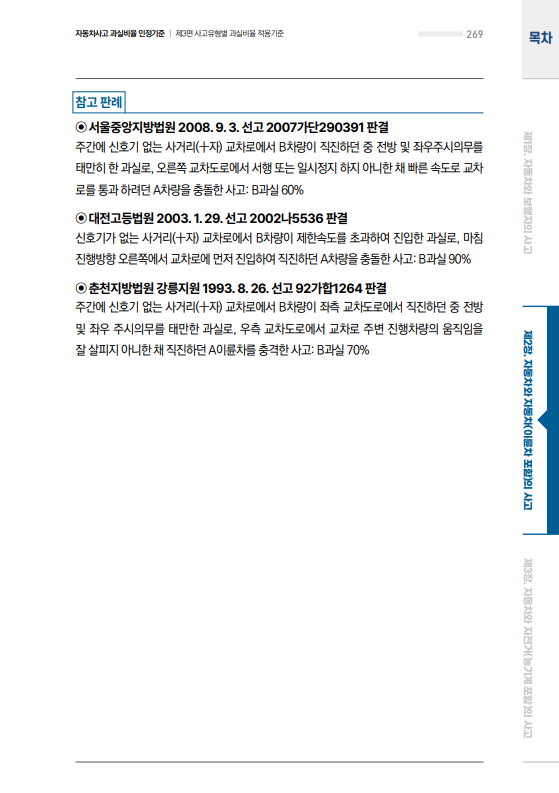 자동차사고 과실비율 인정기준 | 제3편 사고유형별 과실비율 적용기준
269
목차
참고 판례
◉ 서울중앙지방법원 2008. 9. 3. 선고 2007가단290391 판결
주간에 신호기 없는 사거리(十자) 교차로에서 B차량이 직진하던 중 전방 및 좌우주시의무를
태만히 한 과실로, 오른쪽 교차도로에서 서행 또는 일시정지 하지 아니한 채 빠른 속도로 교차
로를 통과 하려던 A차량을 충돌한 사고: B과실 60%
◉ 대전고등법원 2003. 1. 29. 선고 2002나5536 판결
신호기가 없는 사거리(十자) 교차로에서 B차량이 제한속도를 초과하여 진입한 과실로, 마침
진행방향 오른쪽에서 교차로에 먼저 진입하여 직진하던 A차량을 충돌한 사고: B과실 90%
◉ 춘천지방법원 강릉지원 1993. 8. 26. 선고 92가합1264 판결
주간에 신호기 없는 사거리(十자) 교차로에서 B차량이 좌측 교차도로에서 직진하던 중 전방
및 좌우 주시의무를 태만한 과실로, 우측 교차도로에서 교차로 주변 진행차량의 움직임을
잘 살피지 아니한 채 직진하던 A이륜차를 충격한 사고: B과실 70%
제1장. 자동차와 보행자의 사고
제2장. 자동차와 자동차(이륜차 포함)의 사고
제3장. 자동차와 자전거(농기계 포함)의 사고